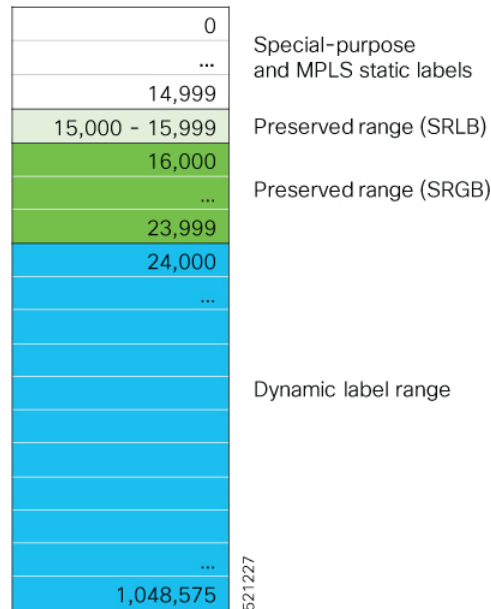 0
Special-purpose
...
and MPLS static labels
14,999
15,000 - 15,999
Preserved range (SRLB)
16,000
Preserved range (SRGB)
...
23,999
24,000
...
Dynamic label range
...
1,048,575
521227